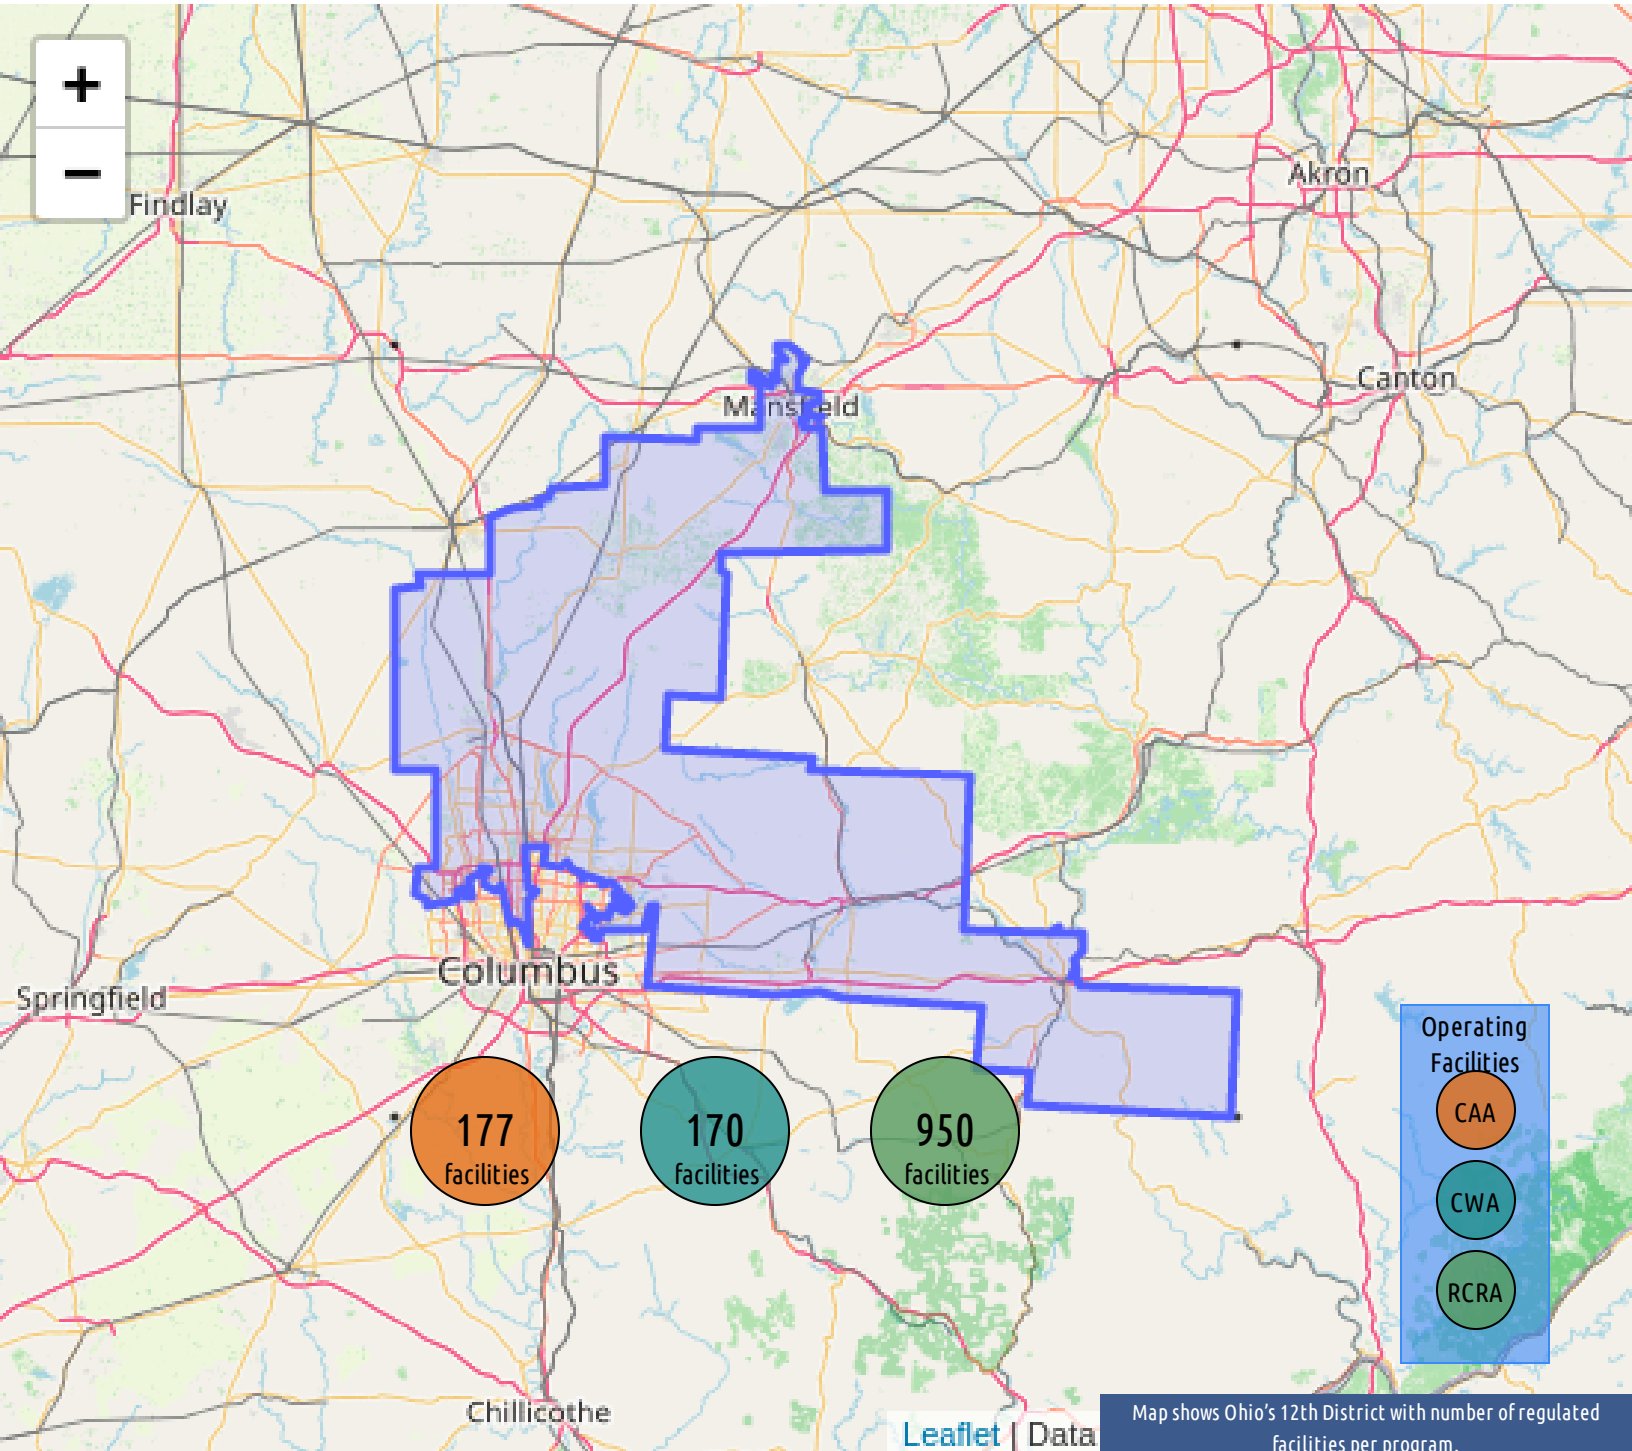 +
−
Findlay
Akron
Canton
Mansfield
Columbus
Springfield
Operating
Facilities
CAA
CWA
RCRA
177
facilities
170
facilities
950
facilities
Chillicothe
Leaflet | Data
Map shows Ohio's 12th District with number of regulated
facilities per program.